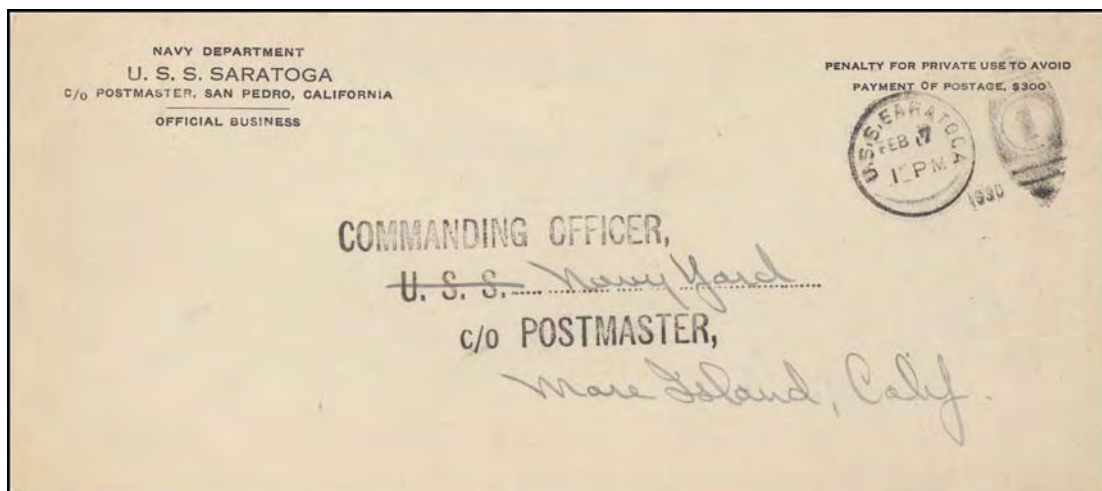 NAVY DEPARTMENT
U. S. S. SARATOGA
C/O POSTMASTER, SAN PEDRO, CALIFORNIA
OFFICIAL BUSINESS
PENALTY FOR PRIVATE USE TO AVOID
PAYMENT OF POSTAGE, $300
U.S.S. SARATOGA
FEB
PM
1930
1
COMMANDING OFFICER,
U. S. S. Navy Yard
c/o POSTMASTER,
Mare Island, Calif.